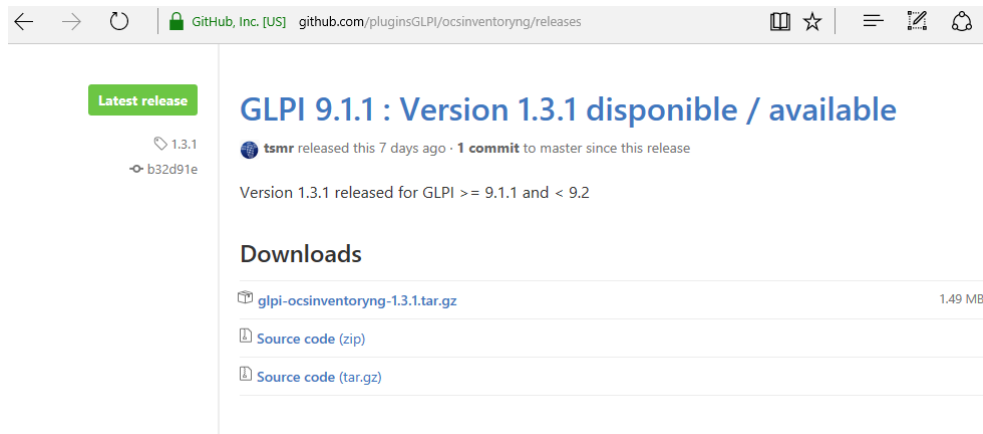 GitHub, Inc. [US] github.com/pluginsGLPI/ocsinventoryng/releases
Latest release
1.3.1
b32d91e
GLPI 9.1.1 : Version 1.3.1 disponible / available
tsmr released this 7 days ago · 1 commit to master since this release
Version 1.3.1 released for GLPI >= 9.1.1 and < 9.2
Downloads
glpi-ocsinventoryng-1.3.1.tar.gz 1.49 MB
Source code (zip)
Source code (tar.gz)